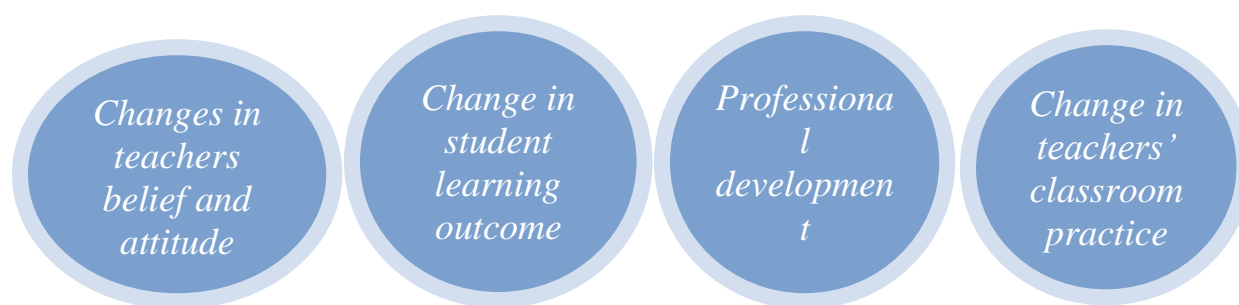 Changes in
teachers
belief and
attitude
Change in
student
learning
outcome
Professiona
l
developmen
t
Change in
teachers’
classroom
practice